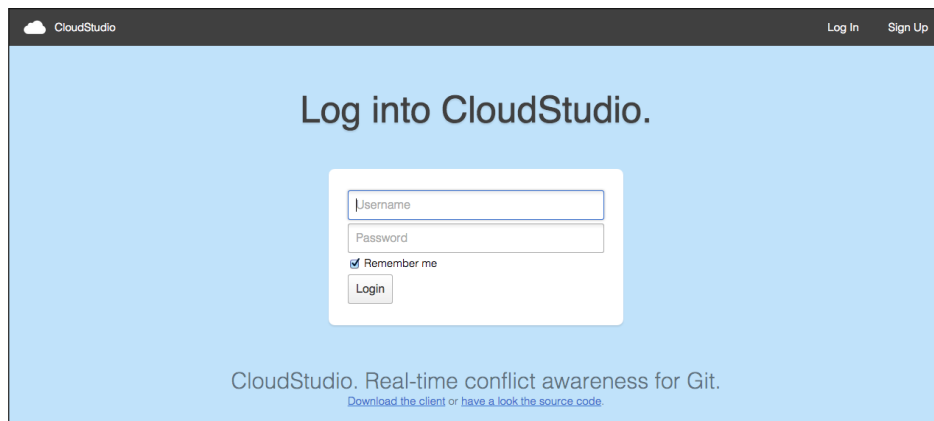 CloudStudio Log In Sign Up
Log into CloudStudio.
Username
Password
Remember me
Login
CloudStudio. Real-time conflict awareness for Git.
Download the client or have a look the source code.